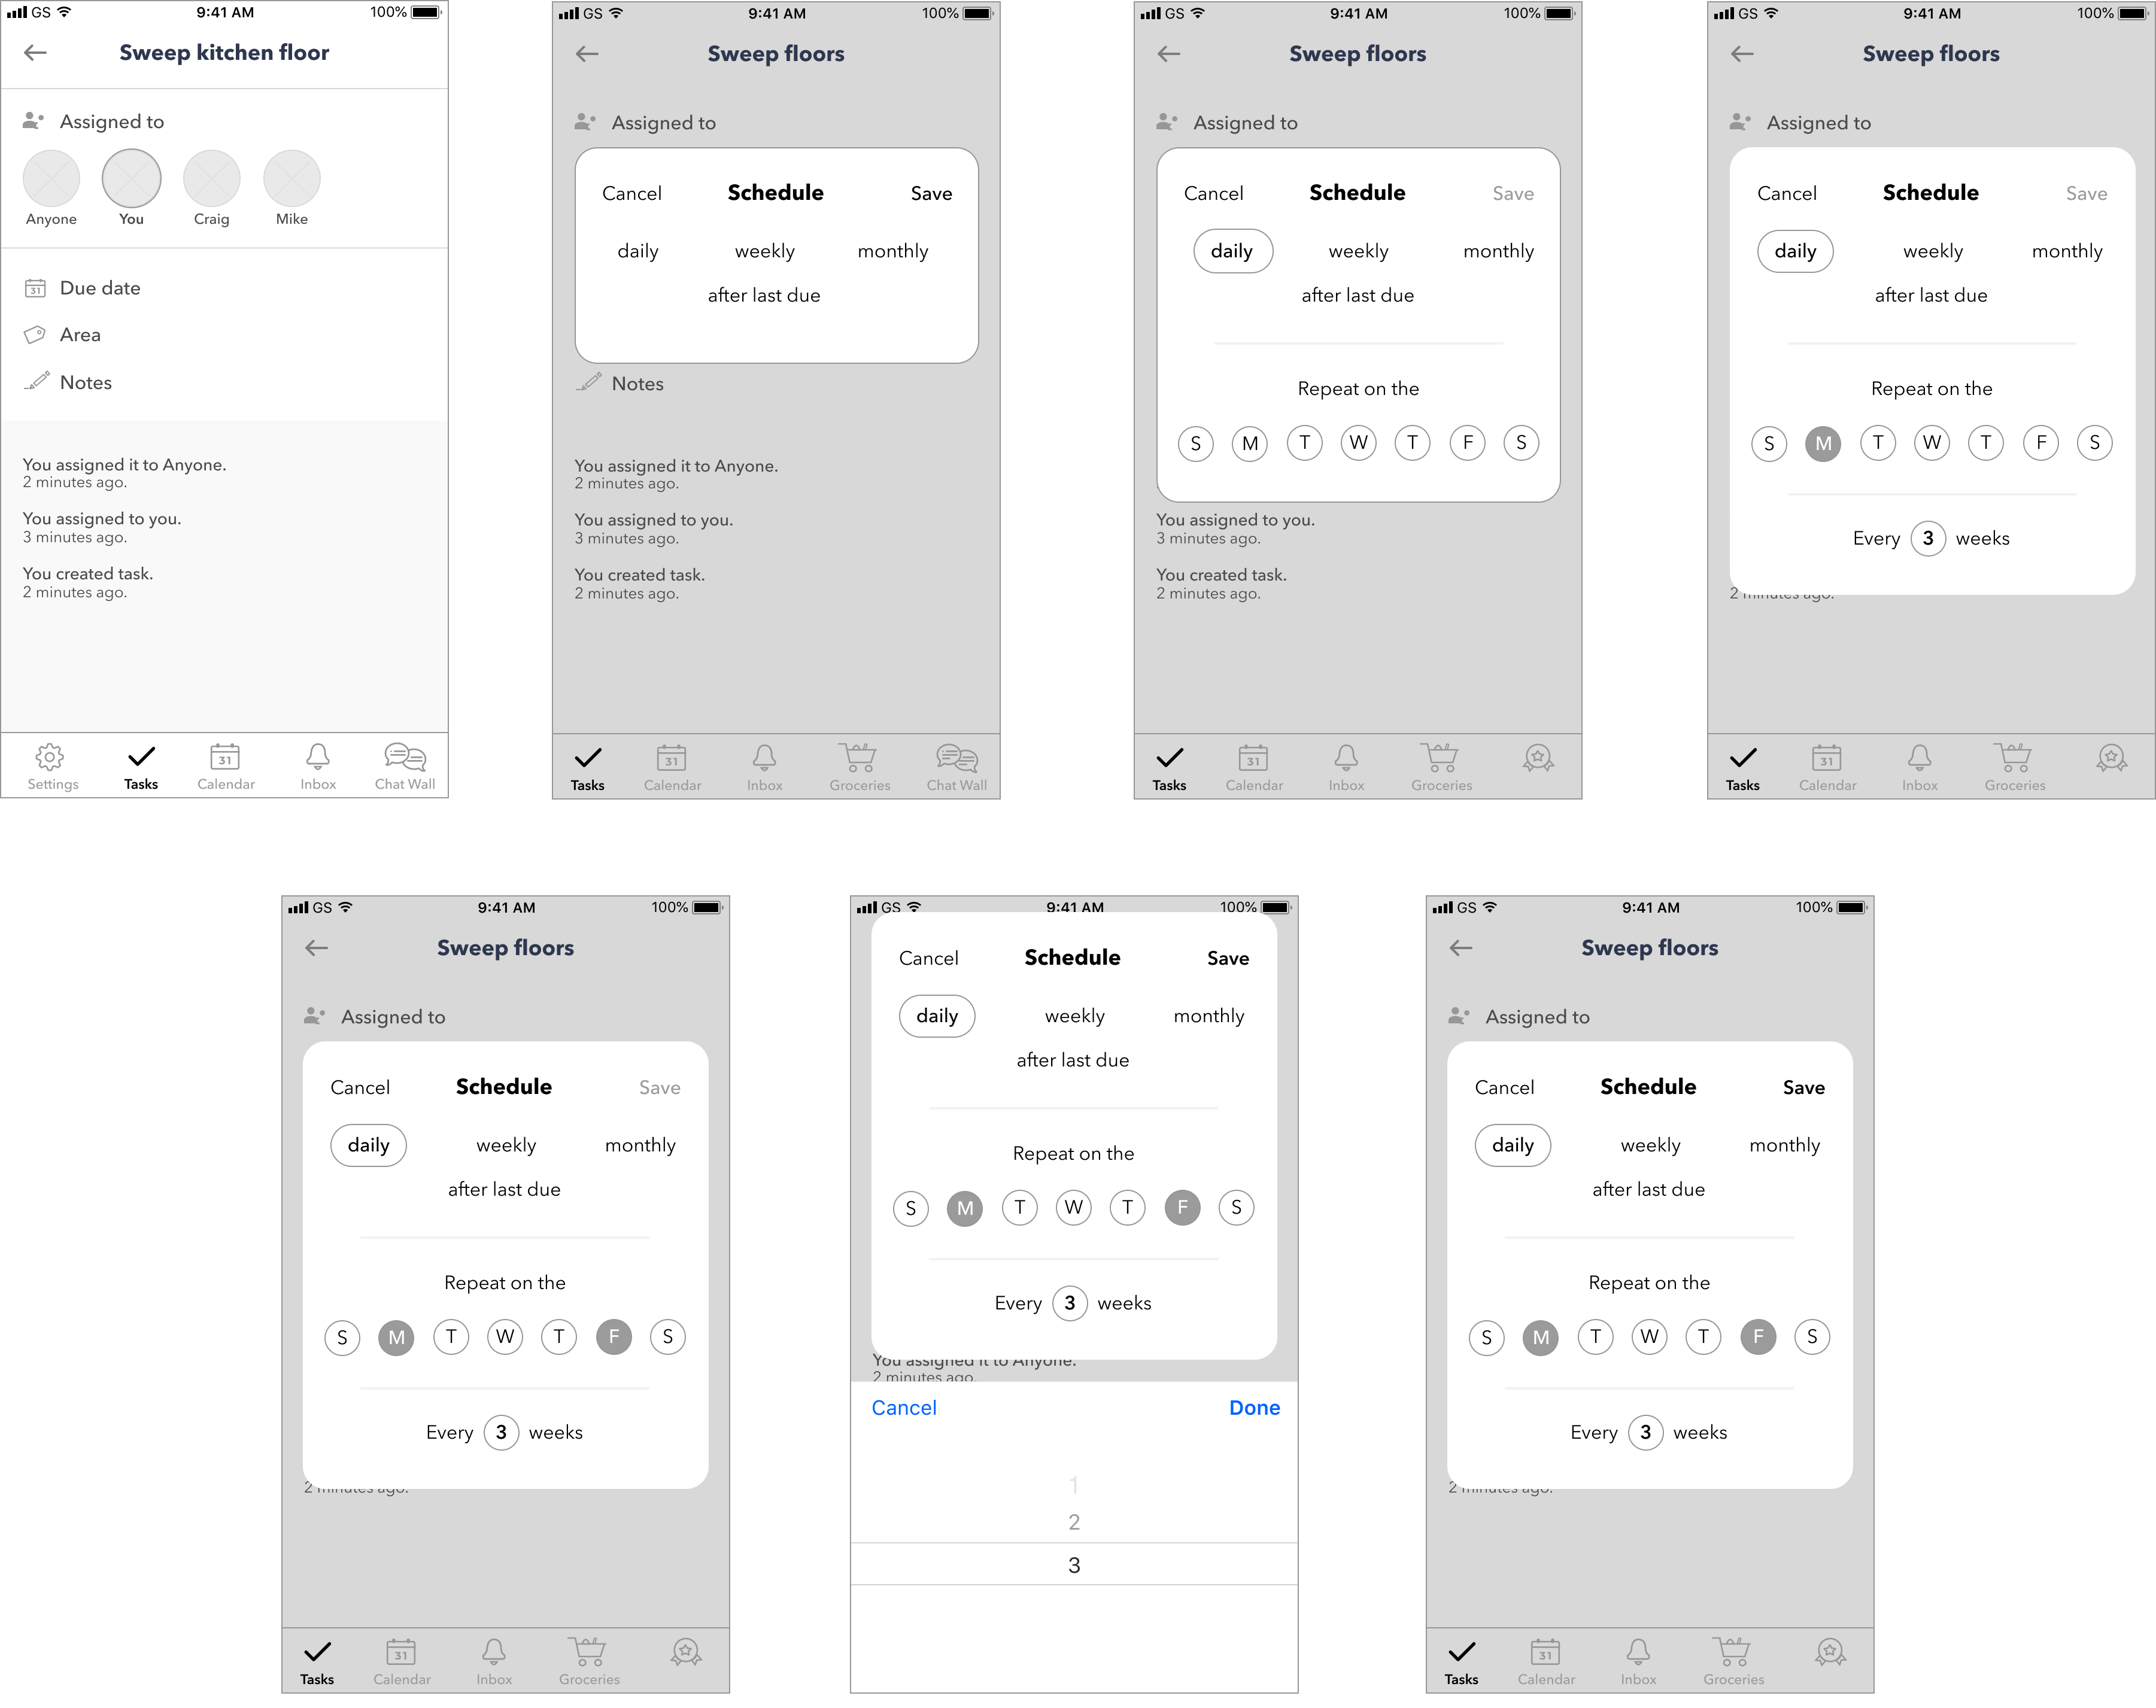 GS 9:41 AM 100%
Sweep kitchen floor
Assigned to
Anyone You Craig Mike
31 Due date
Area
Notes
You assigned it to Anyone.
2 minutes ago.
You assigned to you.
3 minutes ago.
You created task.
2 minutes ago.
31
Settings Tasks Calendar Inbox Chat Wall
GS 9:41 AM 100%
Sweep floors
Assigned to
Cancel Schedule Save
daily weekly monthly
after last due
Notes
You assigned it to Anyone.
2 minutes ago.
You assigned to you.
3 minutes ago.
You created task.
2 minutes ago.
31
Tasks Calendar Inbox Groceries Chat Wall
GS 9:41 AM 100%
Sweep floors
Assigned to
Cancel Schedule Save
daily weekly monthly
after last due
Repeat on the
S M T W T F S
You assigned to you.
3 minutes ago.
You created task.
2 minutes ago.
31
Tasks Calendar Inbox Groceries
GS 9:41 AM 100%
Sweep floors
Assigned to
Cancel Schedule Save
daily weekly monthly
after last due
Repeat on the
S M T W T F S
Every 3 weeks
2 minutes ago.
31
Tasks Calendar Inbox Groceries
GS 9:41 AM 100%
Sweep floors
Assigned to
Cancel Schedule Save
daily weekly monthly
after last due
Repeat on the
S M T W T F S
Every 3 weeks
2 minutes ago.
31
Tasks Calendar Inbox Groceries
GS 9:41 AM 100%
Cancel Schedule Save
daily weekly monthly
after last due
Repeat on the
S M T W T F S
Every 3 weeks
You assigned it to Anyone.
2 minutes ago.
Cancel Done
1
2
3
GS 9:41 AM 100%
Sweep floors
Assigned to
Cancel Schedule Save
daily weekly monthly
after last due
Repeat on the
S M T W T F S
Every 3 weeks
2 minutes ago.
31
Tasks Calendar Inbox Groceries